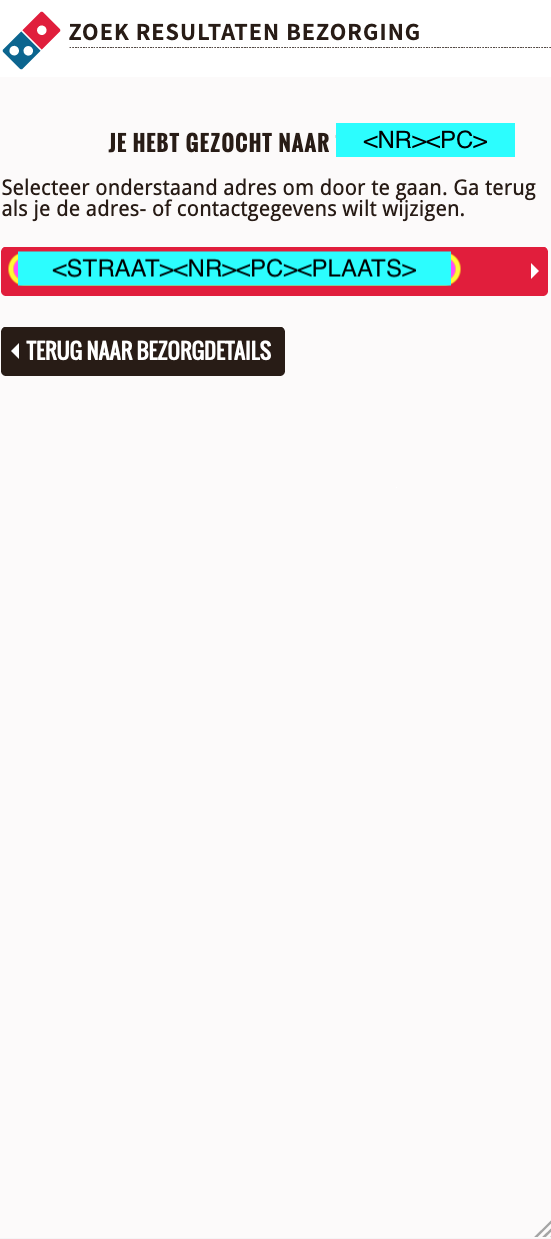 ZOEK RESULTATEN BEZORGING
JE HEBT GEZOCHT NAAR <NR><PC>
Selecteer onderstaand adres om door te gaan. Ga terug
als je de adres- of contactgegevens wilt wijzigen.
<STRAAT><NR><PC><PLAATS>
TERUG NAAR BEZORGDETAILS